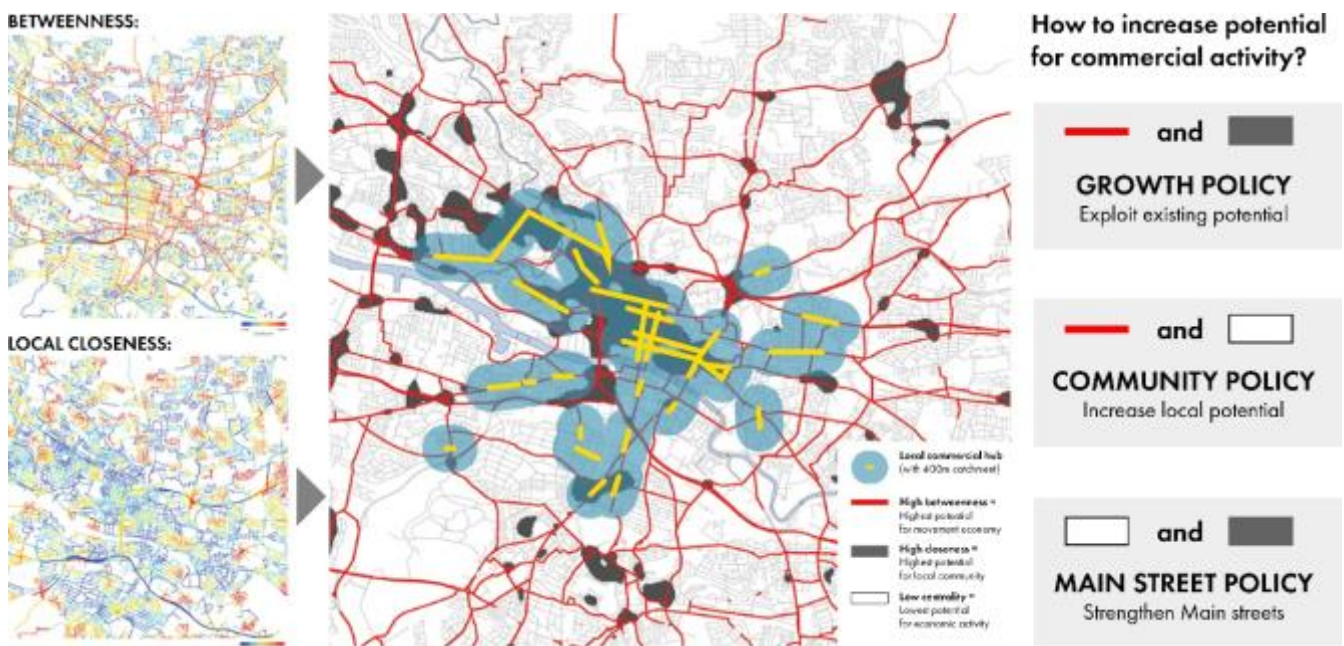 BETWEENNESS:
LOCAL CLOSENESS:
Local commercial hub
(with 400m catchment)
High betweenness =
Highest potential
for movement economy
High closeness =
Highest potential
for local community
Low centrality =
Lowest potential
for economic activity
How to increase potential
for commercial activity?
and
GROWTH POLICY
Exploit existing potential
and
COMMUNITY POLICY
Increase local potential
and
MAIN STREET POLICY
Strengthen Main streets